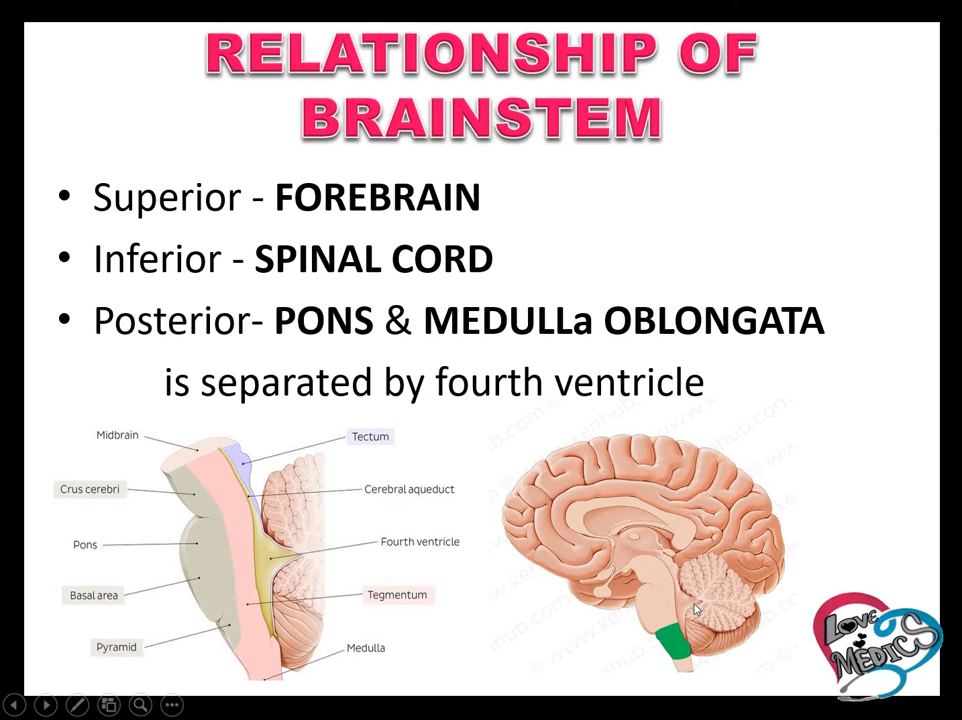 RELATIONSHIP OF
BRAINSTEM
• Superior - FOREBRAIN
• Inferior - SPINAL CORD
• Posterior- PONS & MEDULLa OBLONGATA
is separated by fourth ventricle
Midbrain
Tectum
Crus cerebri
Cerebral aqueduct
Pons
Fourth ventricle
Basal area
Tegmentum
Pyramid
Medulla
LOVE
MEDICS